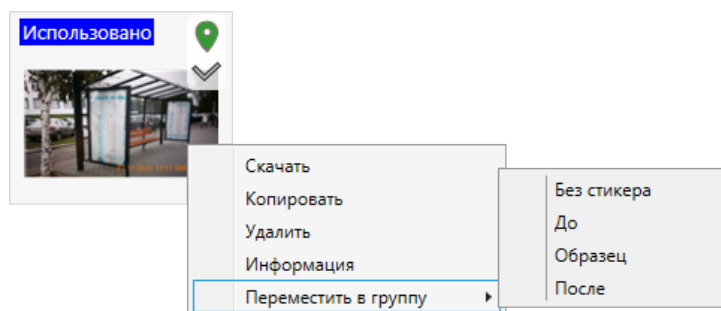 Использовано
Скачать
Копировать
Удалить
Информация
Переместить в группу
Без стикера
До
Образец
После